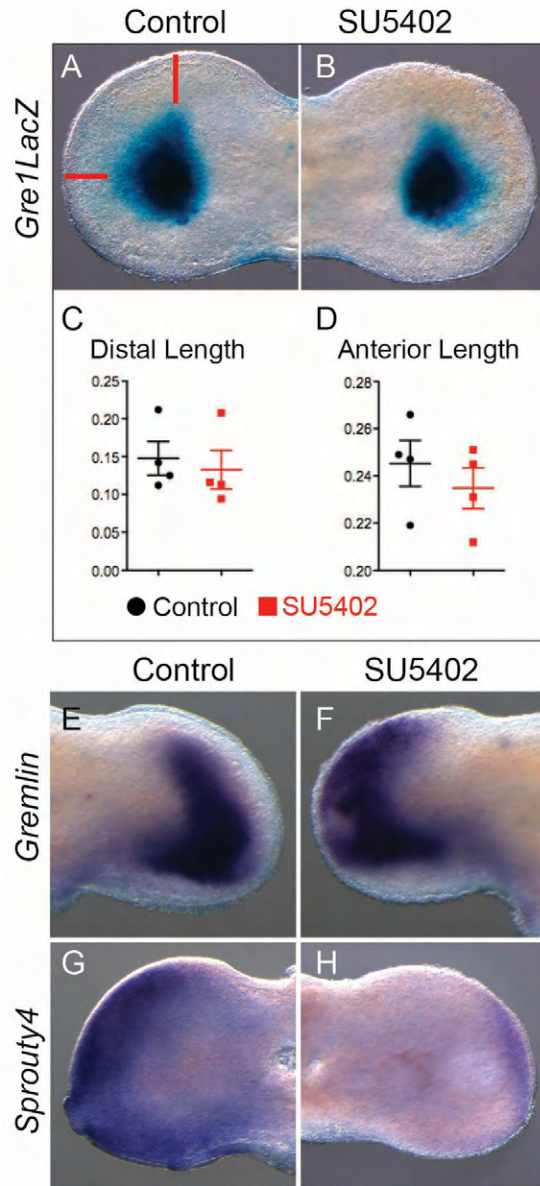 Control SU5402
A B
Gre1LacZ
C D
Distal Length Anterior Length
0.25 0.28
0.20 0.26
0.15 0.24
0.10 0.22
0.05
0.00 0.20
Control SU5402
Control SU5402
E F
Gremlin
G H
Sprouty4